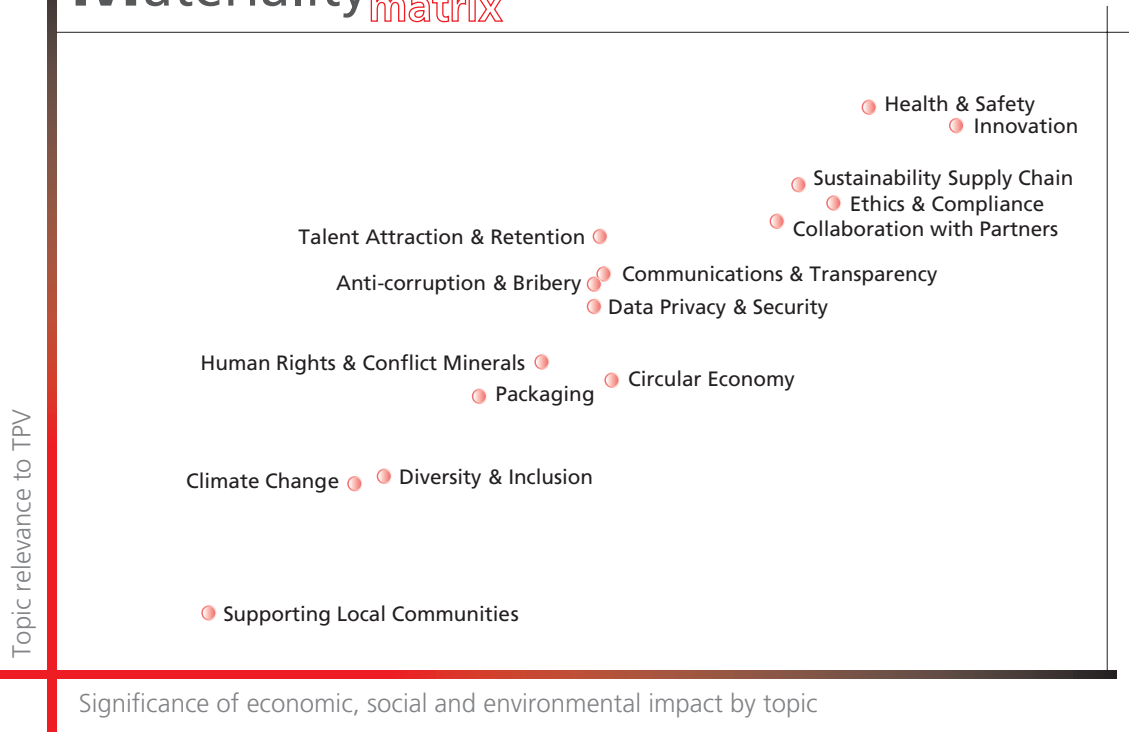 Materiality matrix
Health & Safety
Innovation
Sustainability Supply Chain
Ethics & Compliance
Collaboration with Partners
Talent Attraction & Retention
Communications & Transparency
Anti-corruption & Bribery
Data Privacy & Security
Human Rights & Conflict Minerals
Circular Economy
Packaging
Climate Change
Diversity & Inclusion
Supporting Local Communities
Topic relevance to TPV
Significance of economic, social and environmental impact by topic